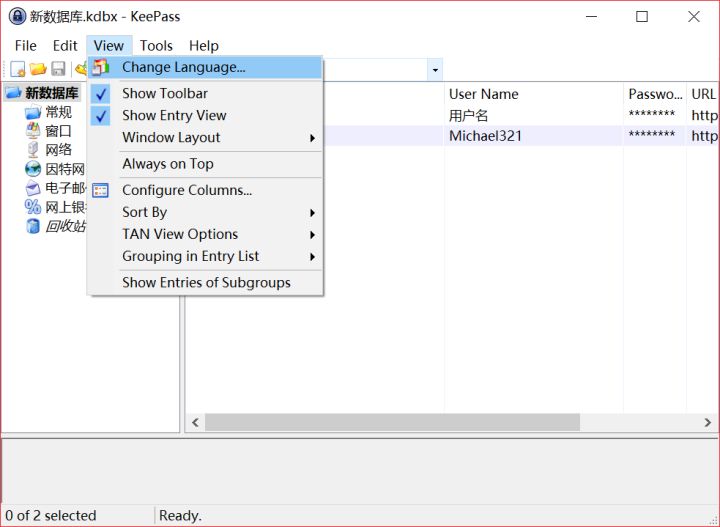 新数据库.kdbx - KeePass
File Edit View Tools Help
Change Language...
Show Toolbar
Show Entry View
Window Layout
Always on Top
Configure Columns...
Sort By
TAN View Options
Grouping in Entry List
Show Entries of Subgroups
新数据库
常规
窗口
网络
因特网
电子邮
网上银
回收站
User Name Passwo... URL
用户名 ******** http
Michael321 ******** http
0 of 2 selected Ready.